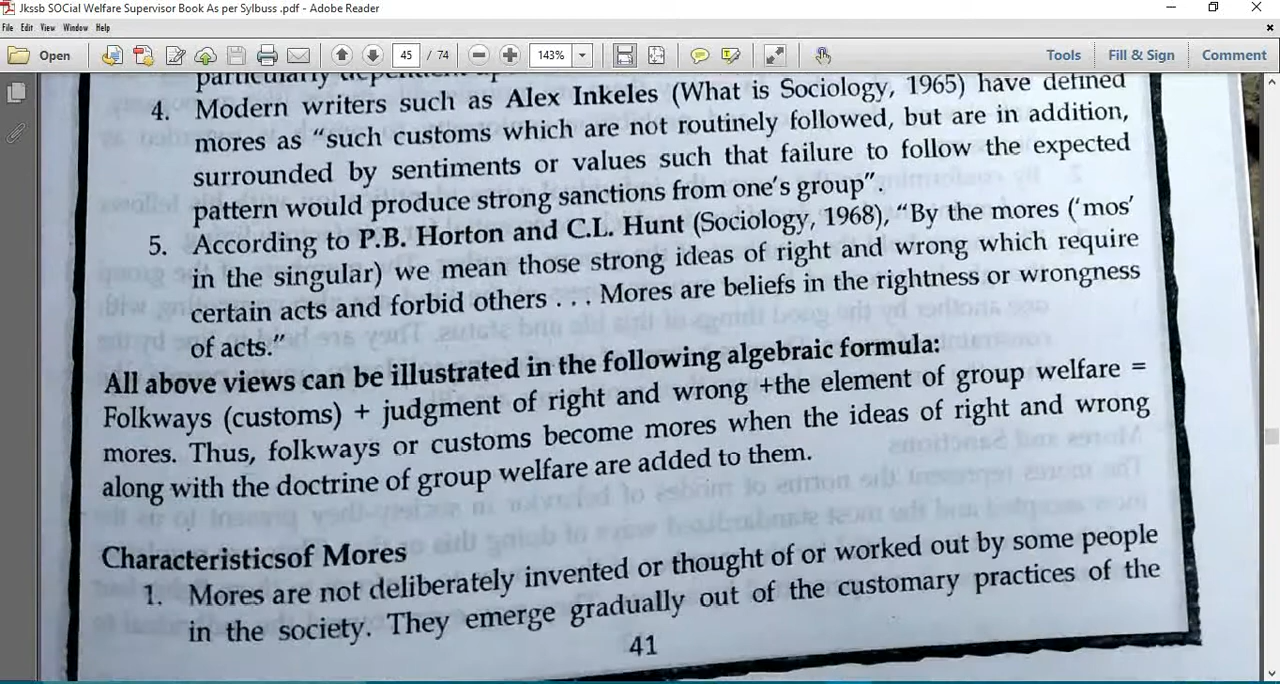 Jkssb SOCial Welfare Supervisor Book As per Sylbuss .pdf - Adobe Reader
File Edit View Window Help
Open 45 / 74 143% Tools Fill & Sign Comment
particularly
4. Modern writers such as Alex Inkeles (What is Sociology, 1965) have defined
mores as “such customs which are not routinely followed, but are in addition,
surrounded by sentiments or values such that failure to follow the expected
pattern would produce strong sanctions from one’s group”.
5. According to P.B. Horton and C.L. Hunt (Sociology, 1968), “By the mores (‘mos’
in the singular) we mean those strong ideas of right and wrong which require
certain acts and forbid others . . . Mores are beliefs in the rightness or wrongness
of acts.”
All above views can be illustrated in the following algebraic formula:
Folkways (customs) + judgment of right and wrong +the element of group welfare =
mores. Thus, folkways or customs become mores when the ideas of right and wrong
along with the doctrine of group welfare are added to them.
Characteristicsof Mores
1. Mores are not deliberately invented or thought of or worked out by some people
in the society. They emerge gradually out of the customary practices of the
41